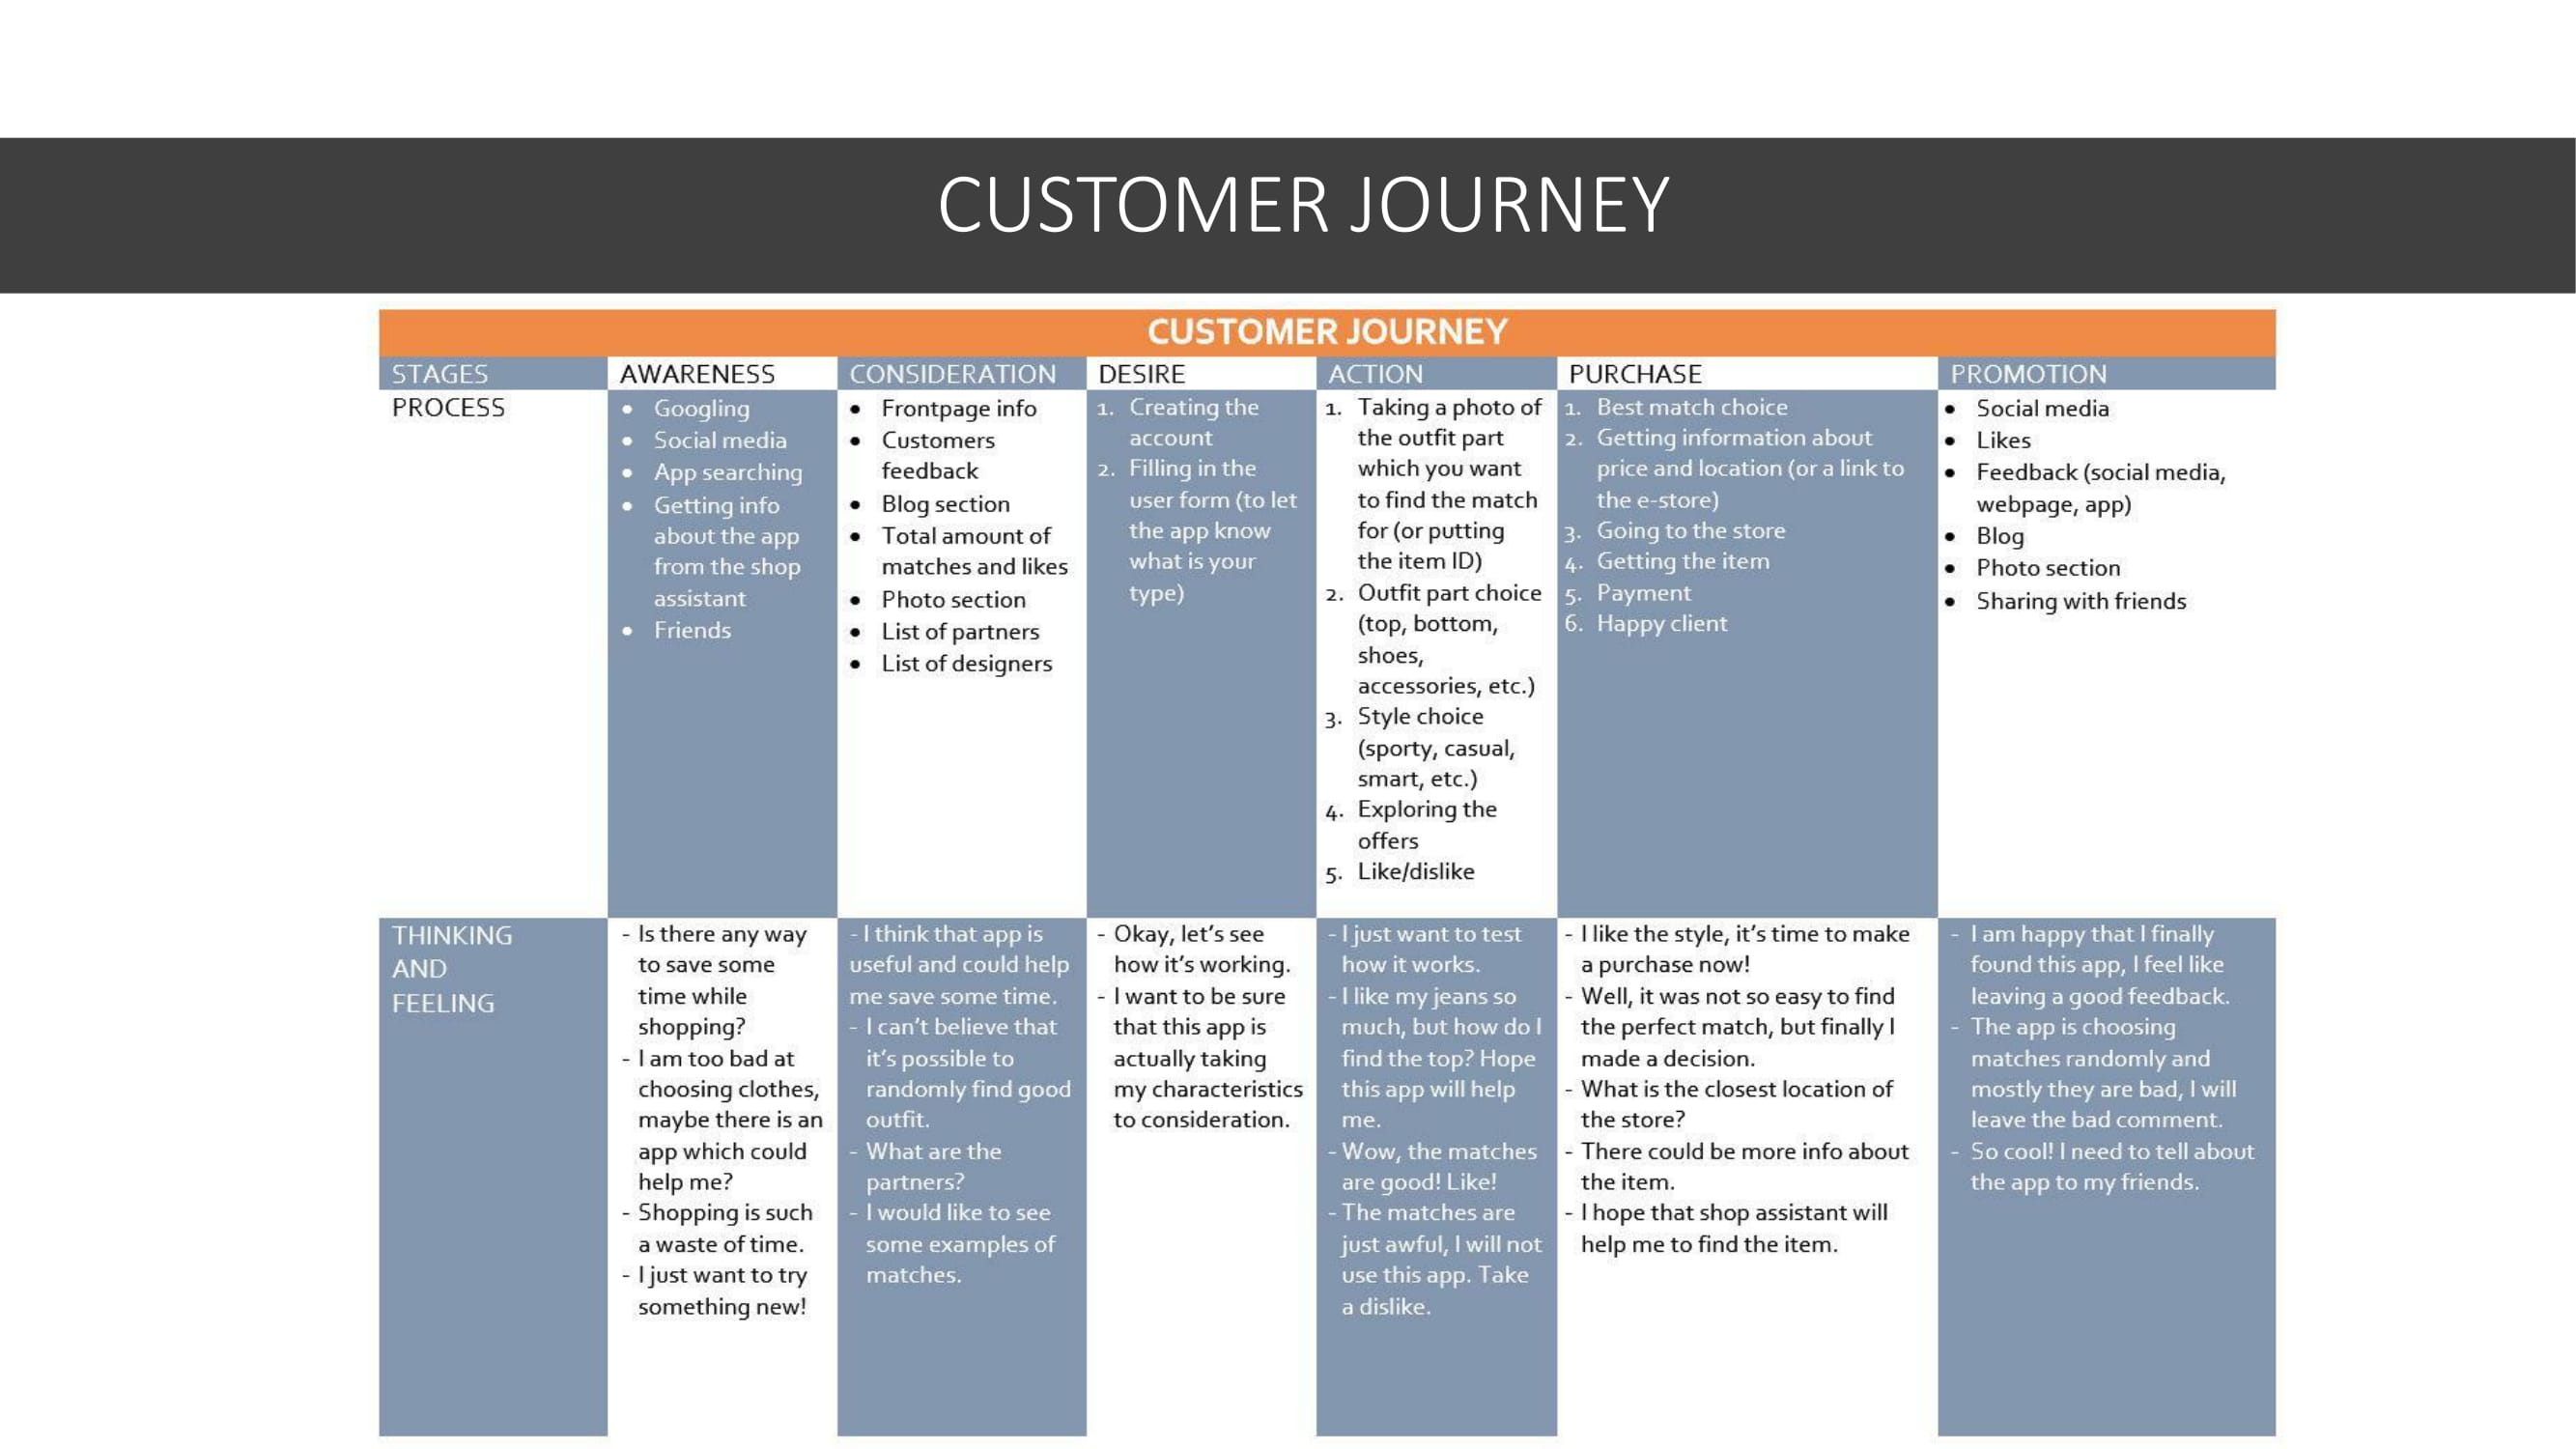 CUSTOMER JOURNEY
CUSTOMER JOURNEY
STAGES
AWARENESS
CONSIDERATION
DESIRE
ACTION
PURCHASE
PROMOTION
PROCESS
• Googling
• Social media
• App searching
• Getting info
about the app
from the shop
assistant
• Friends
• Frontpage info
• Customers
feedback
• Blog section
• Total amount of
matches and likes
• Photo section
• List of partners
• List of designers
1. Creating the
account
2. Filling in the
user form (to let
the app know
what is your
type)
1. Taking a photo of
the outfit part
which you want
to find the match
for (or putting
the item ID)
2. Outfit part choice
(top, bottom,
shoes,
accessories, etc.)
3. Style choice
(sporty, casual,
smart, etc.)
4. Exploring the
offers
5. Like/dislike
1. Best match choice
2. Getting information about
price and location (or a link to
the e-store)
3. Going to the store
4. Getting the item
5. Payment
6. Happy client
• Social media
• Likes
• Feedback (social media,
webpage, app)
• Blog
• Photo section
• Sharing with friends
THINKING
AND
FEELING
- Is there any way
to save some
time while
shopping?
- I am too bad at
choosing clothes,
maybe there is an
app which could
help me?
- Shopping is such
a waste of time.
- I just want to try
something new!
- I think that app is
useful and could help
me save some time.
- I can't believe that
it's possible to
randomly find good
outfit.
- What are the
partners?
- I would like to see
some examples of
matches.
- Okay, let's see
how it's working.
- I want to be sure
that this app is
actually taking
my characteristics
to consideration.
- I just want to test
how it works.
- I like my jeans so
much, but how do I
find the top? Hope
this app will help
me.
- Wow, the matches
are good! Like!
- The matches are
just awful, I will not
use this app. Take
a dislike.
- I like the style, it's time to make
a purchase now!
- Well, it was not so easy to find
the perfect match, but finally I
made a decision.
- What is the closest location of
the store?
- There could be more info about
the item.
- I hope that shop assistant will
help me to find the item.
- I am happy that I finally
found this app, I feel like
leaving a good feedback.
- The app is choosing
matches randomly and
mostly they are bad, I will
leave the bad comment.
- So cool! I need to tell about
the app to my friends.